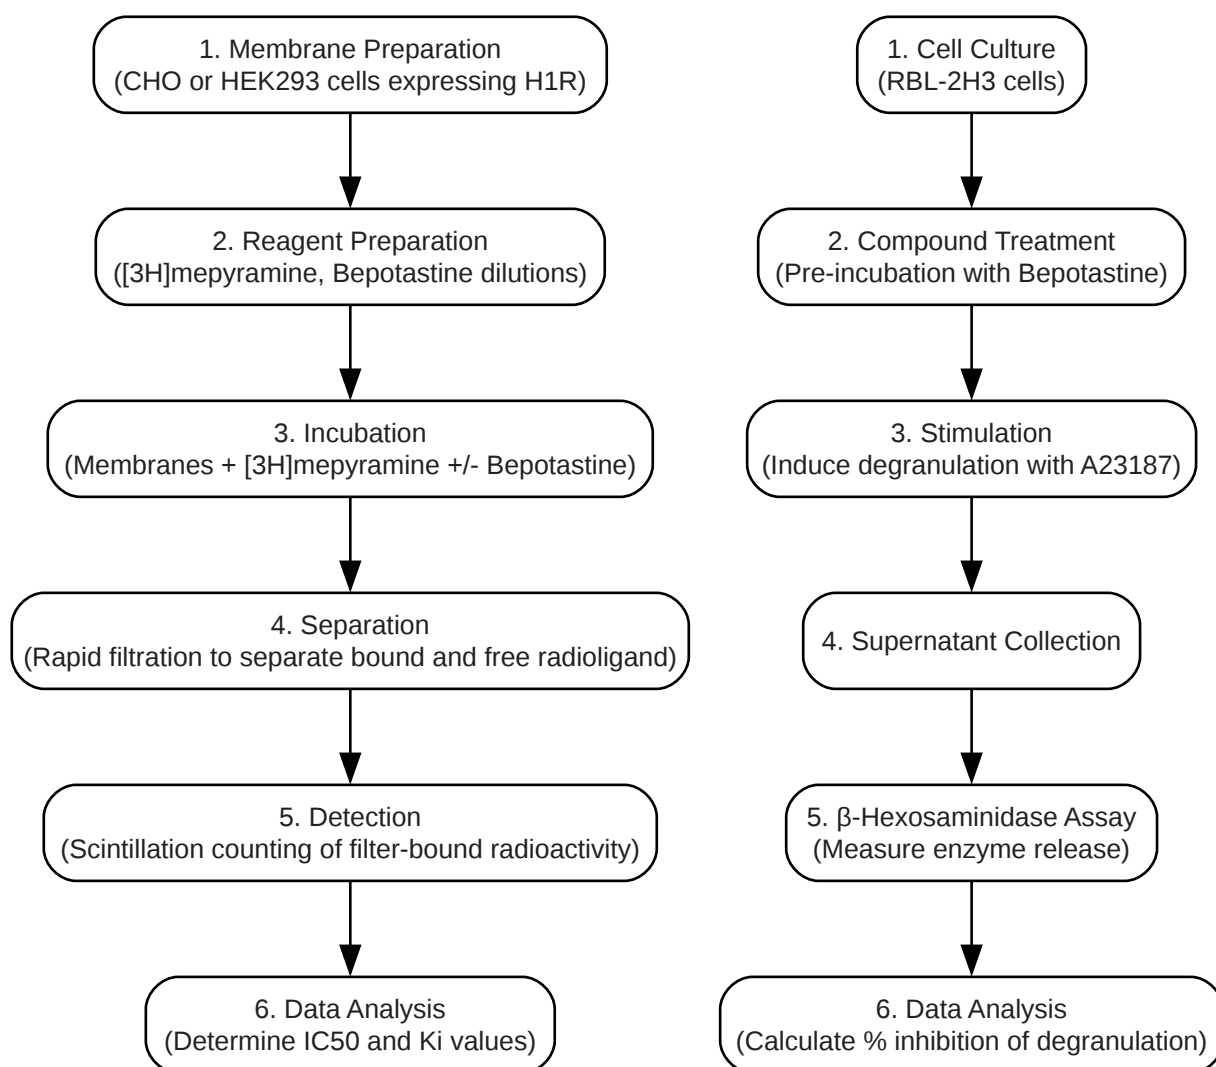 1. Membrane Preparation
(CHO or HEK293 cells expressing H1R)
2. Reagent Preparation
([3H]mepyramine, Bepotastine dilutions)
3. Incubation
(Membranes + [3H]mepyramine +/- Bepotastine)
4. Separation
(Rapid filtration to separate bound and free radioligand)
5. Detection
(Scintillation counting of filter-bound radioactivity)
6. Data Analysis
(Determine IC50 and Ki values)
1. Cell Culture
(RBL-2H3 cells)
2. Compound Treatment
(Pre-incubation with Bepotastine)
3. Stimulation
(Induce degranulation with A23187)
4. Supernatant Collection
5. β-Hexosaminidase Assay
(Measure enzyme release)
6. Data Analysis
(Calculate % inhibition of degranulation)